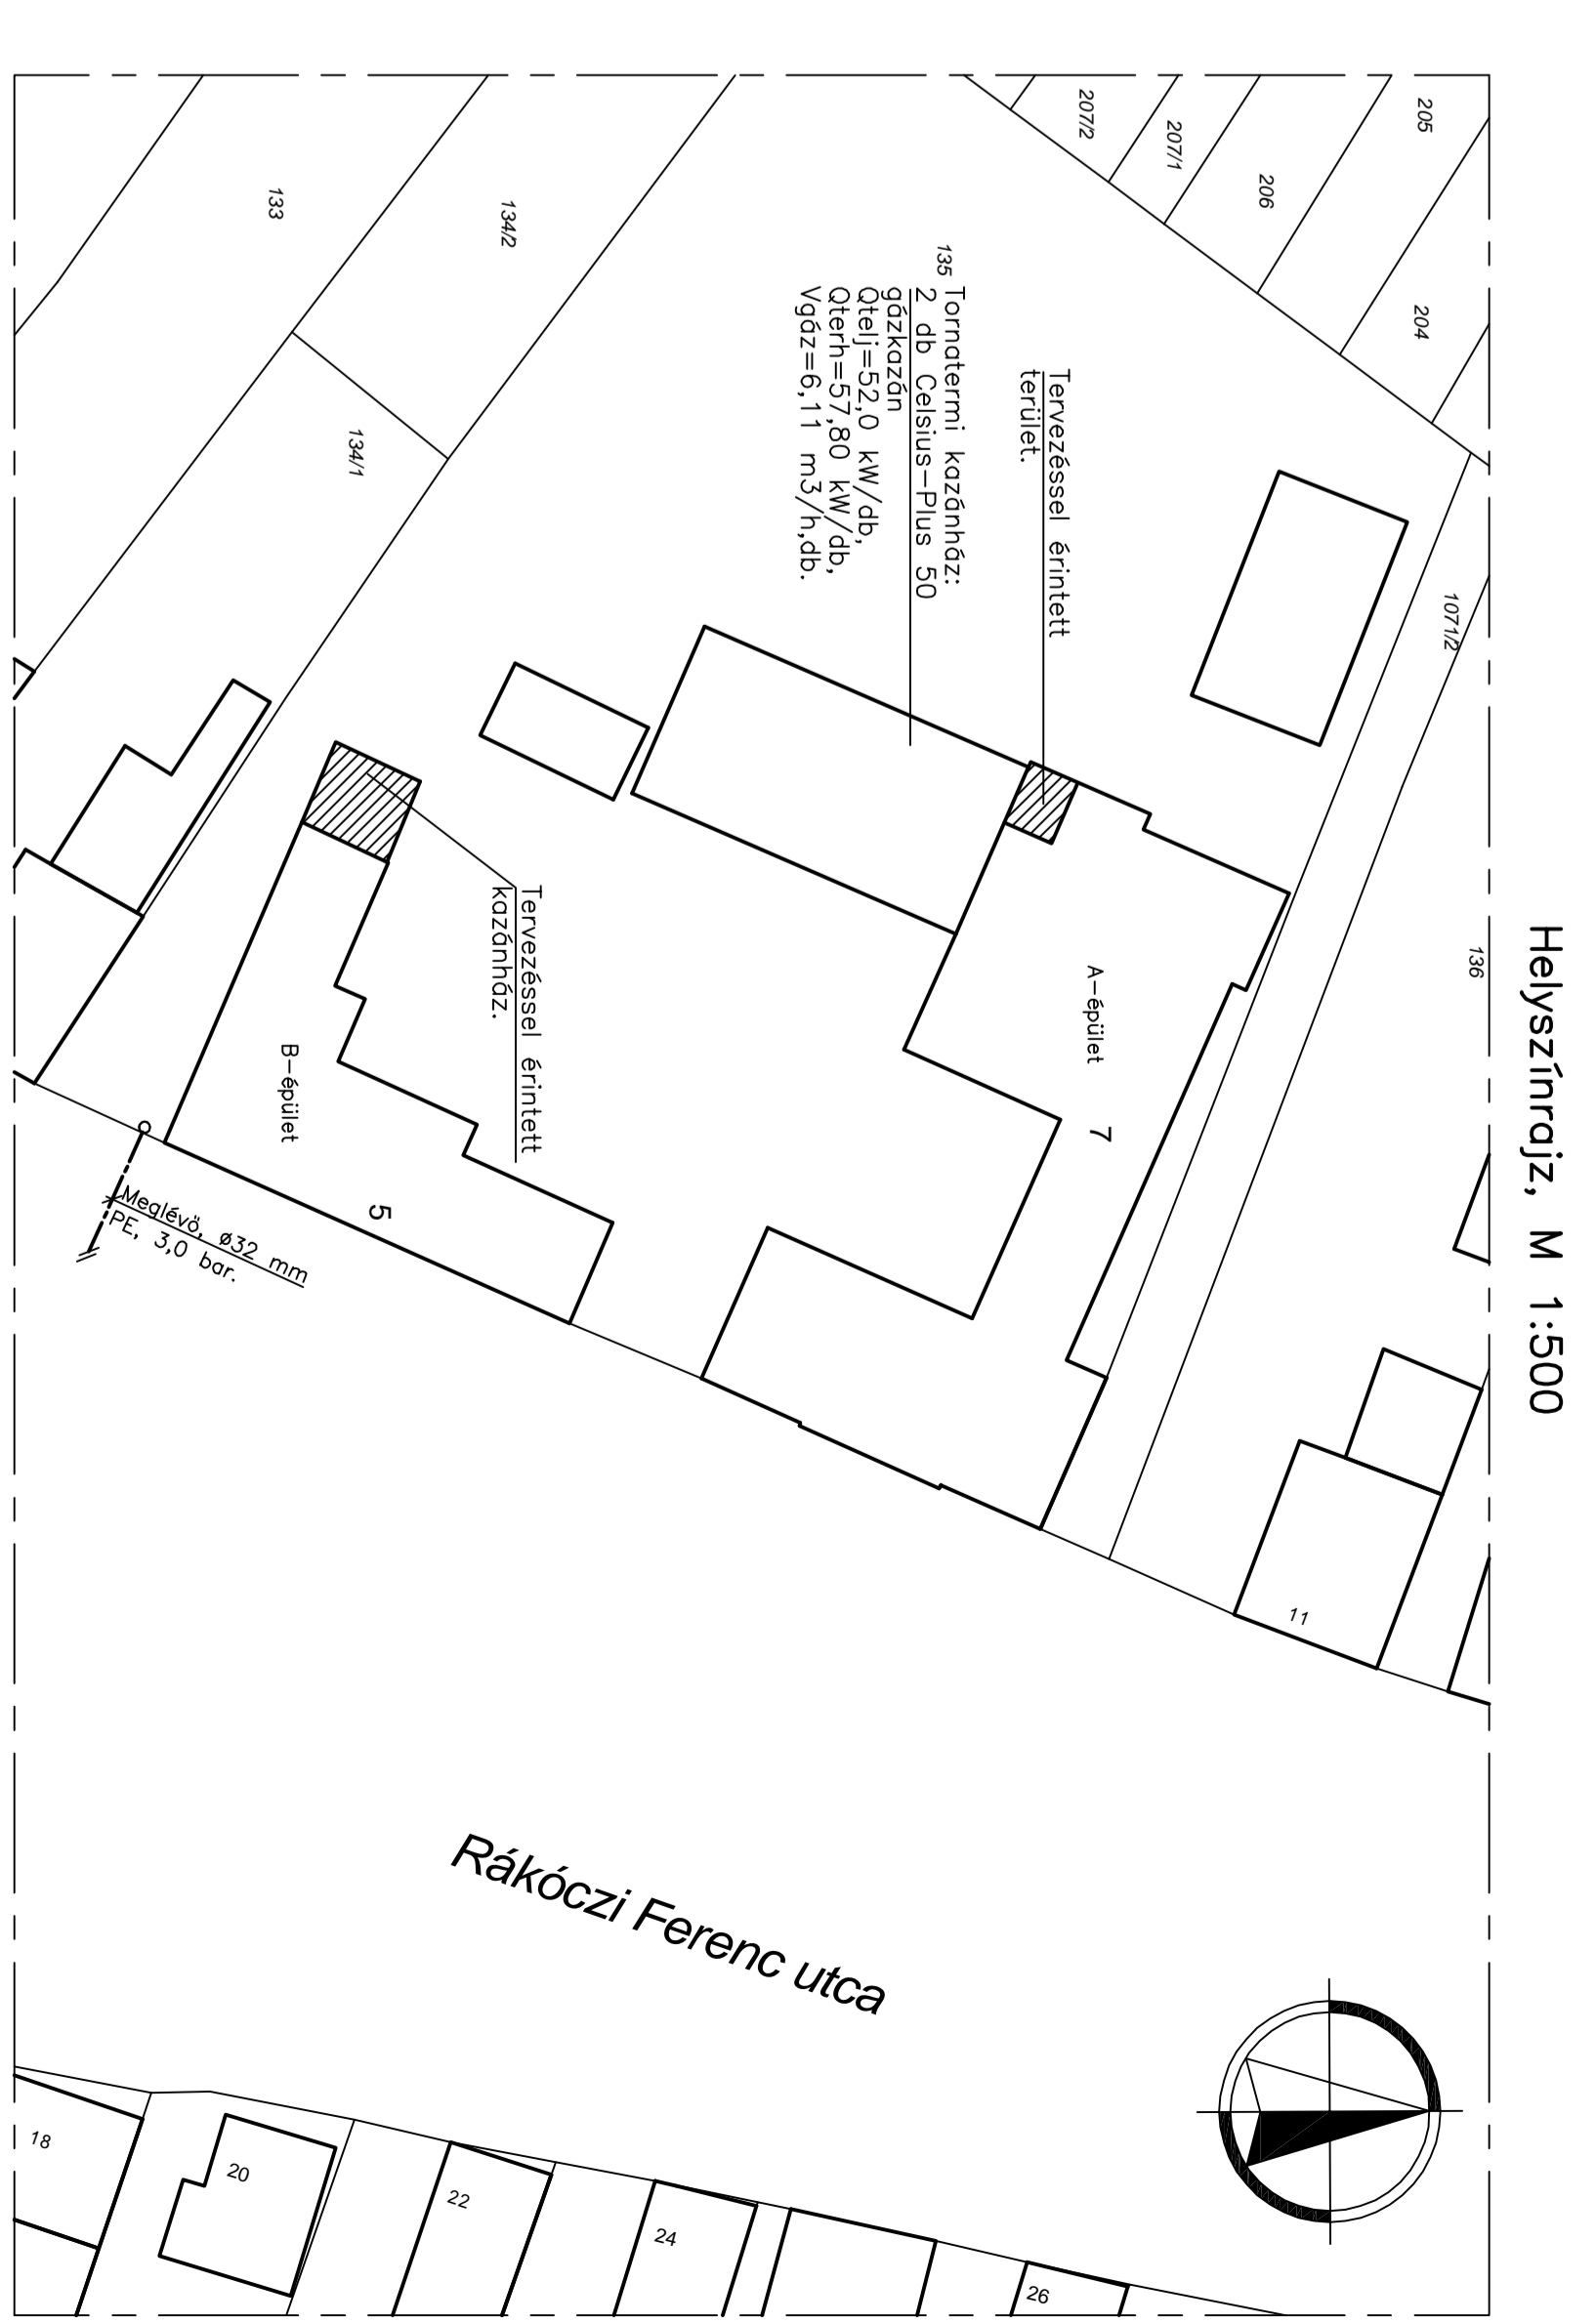 Helyszínrajz, M 1:500
205
207/2
207/1
206
204
133
134/2
134/1
135
Tornatermi kazánház:
2 db Celsius-Plus 50
gázkazán
Qtelj=52,0 kW/db,
Qterh=57,80 kW/db,
Vgáz=6,11 m3/h,db.
Tervezéssel érintett
terület.
1071/2
136
A-épület
7
Tervezéssel érintett
kazánház.
B-épület
5
Meglévő, ø32 mm
PE, 3,0 bar.
11
Rákóczi Ferenc utca
18
20
22
24
26